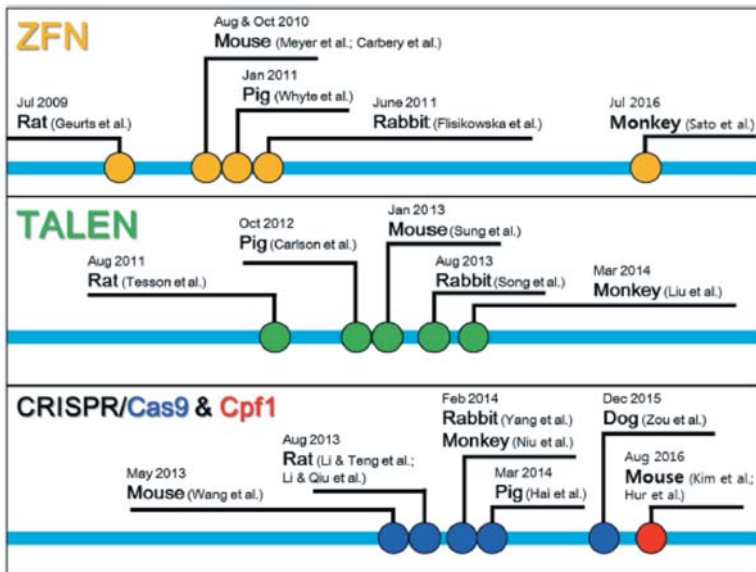 ZFN
Aug & Oct 2010
Mouse (Meyer et al.; Carbery et al.)
Jan 2011
Pig (Whyte et al.)
Jul 2009
Rat (Geurts et al.)
June 2011
Rabbit (Flisikowska et al.)
Jul 2016
Monkey (Sato et al.)
TALEN
Jan 2013
Mouse (Sung et al.)
Oct 2012
Pig (Carlson et al.)
Aug 2011
Rat (Tesson et al.)
Aug 2013
Rabbit (Song et al.)
Mar 2014
Monkey (Liu et al.)
CRISPR/Cas9 & Cpf1
Feb 2014
Rabbit (Yang et al.)
Monkey (Niu et al.)
Dec 2015
Dog (Zou et al.)
Aug 2013
Rat (Li & Teng et al.;
Li & Qiu et al.)
May 2013
Mouse (Wang et al.)
Mar 2014
Pig (Hai et al.)
Aug 2016
Mouse (Kim et al.;
Hur et al.)